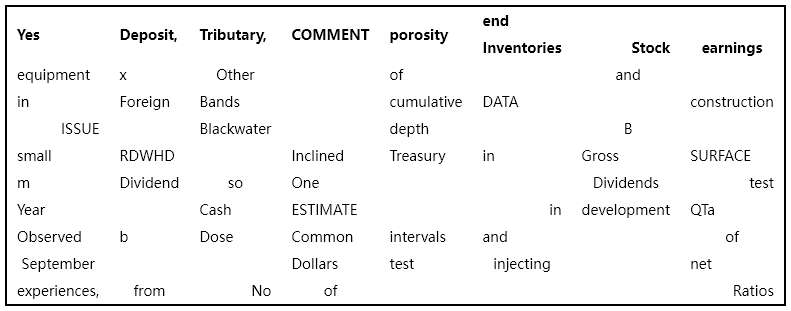 Yes Deposit, Tributary, COMMENT porosity end Inventories Stock earnings
equipment x Other of and
in Foreign Bands cumulative DATA construction
ISSUE Blackwater depth B
small RDWHD Inclined Treasury in Gross SURFACE
m Dividend so One Dividends test
Year Cash ESTIMATE in development QTa
Observed b Dose Common intervals and of
September Dollars test injecting net
experiences, from No of Ratios